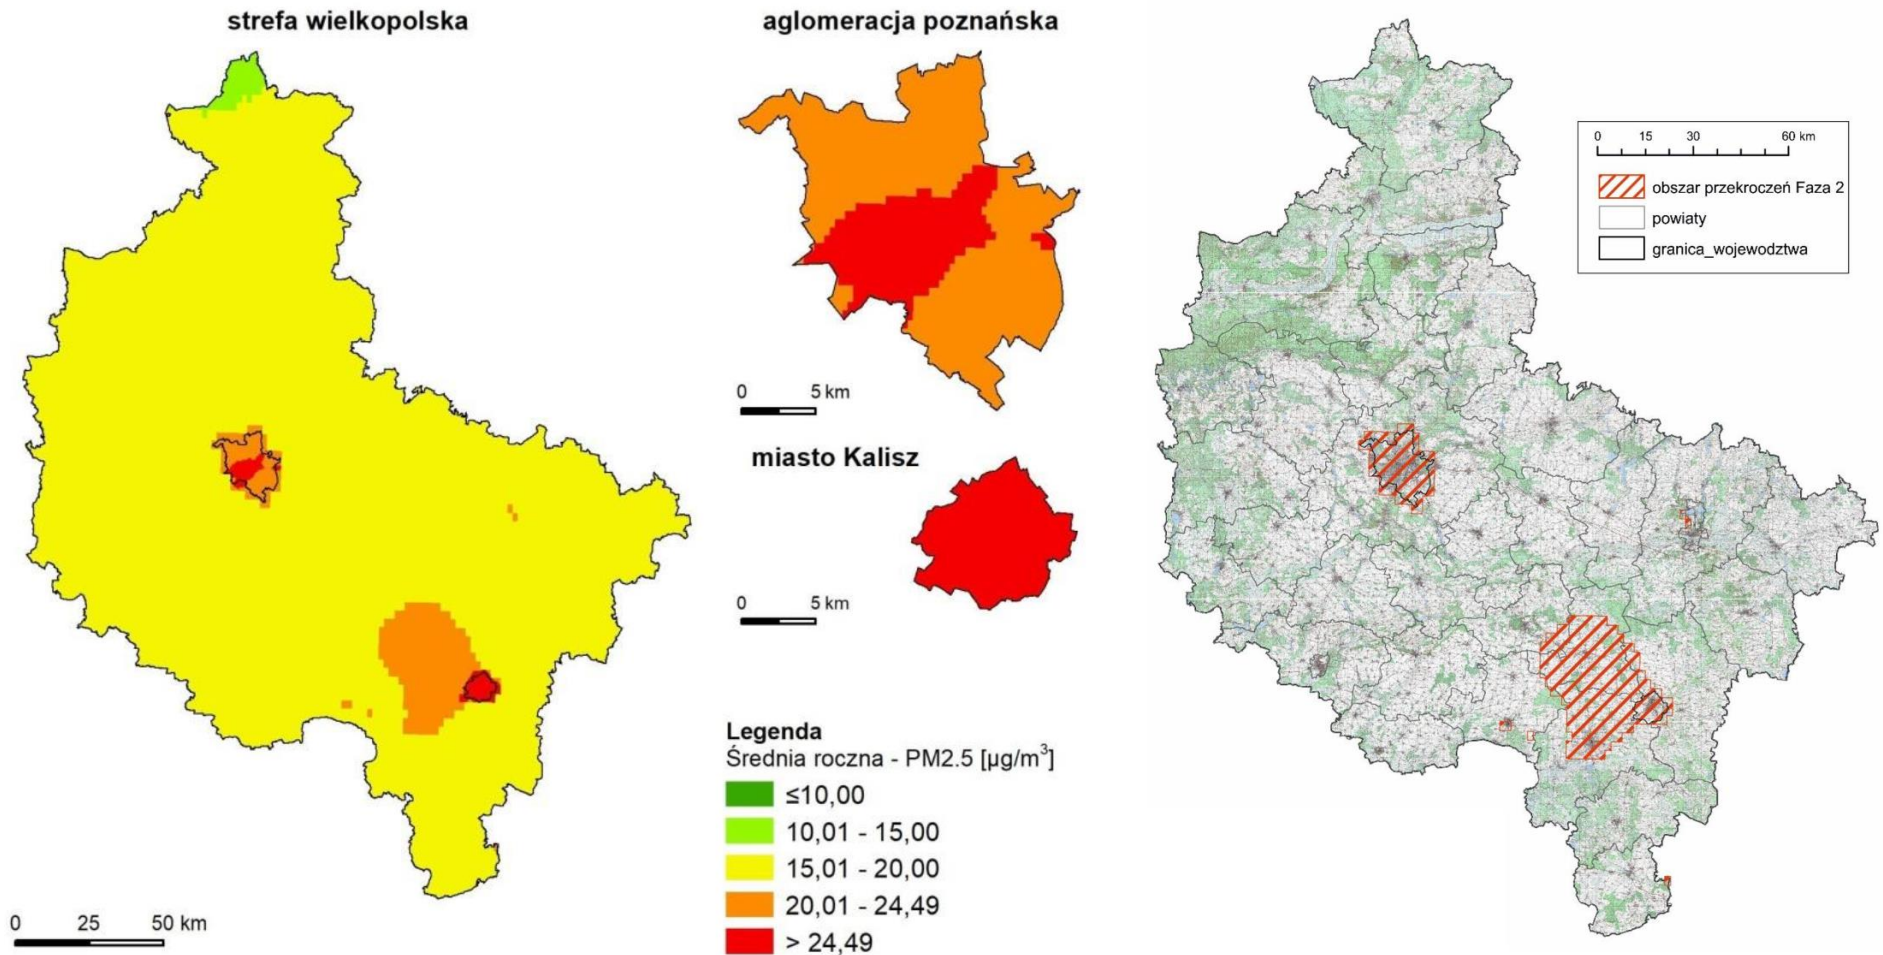 strefa wielkopolska
aglomeracja poznańska
0 5 km
miasto Kalisz
0 5 km
Legenda
Średnia roczna - PM2.5 [µg/m³]
≤10,00
10,01 - 15,00
15,01 - 20,00
20,01 - 24,49
> 24,49
0 25 50 km
0 15 30 60 km
obszar przekroczeń Faza 2
powiaty
granica_wojewodztwa